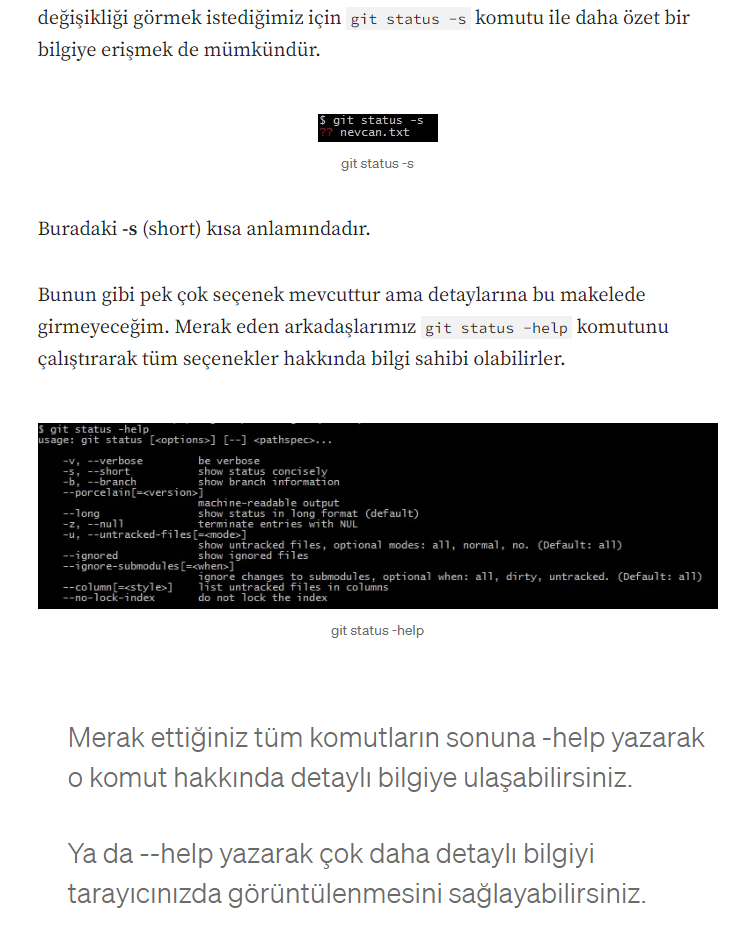 değişikliği görmek istediğimiz için git status -s komutu ile daha özet bir
bilgiye erişmek de mümkündür.
$ git status -s
?? nevcan.txt
git status -s
Buradaki -s (short) kısa anlamındadır.
Bunun gibi pek çok seçenek mevcuttur ama detaylarına bu makelede
girmeyeceğim. Merak eden arkadaşlarımız git status -help komutunu
çalıştırarak tüm seçenekler hakkında bilgi sahibi olabilirler.
$ git status -help
usage: git status [<options>] [--] <pathspec>...
-v, --verbose be verbose
-s, --short show status concisely
-b, --branch show branch information
--porcelain[=<version>]
machine-readable output
--long show status in long format (default)
-z, --null terminate entries with NUL
-u, --untracked-files[=<mode>]
show untracked files, optional modes: all, normal, no. (Default: all)
--ignored show ignored files
--ignore-submodules[=<when>]
ignore changes to submodules, optional when: all, dirty, untracked. (Default: all)
--column[=<style>] list untracked files in columns
--no-lock-index do not lock the index
git status -help
Merak ettiğiniz tüm komutların sonuna -help yazarak
o komut hakkında detaylı bilgiye ulaşabilirsiniz.
Ya da --help yazarak çok daha detaylı bilgiyi
tarayıcınızda görüntülenmesini sağlayabilirsiniz.